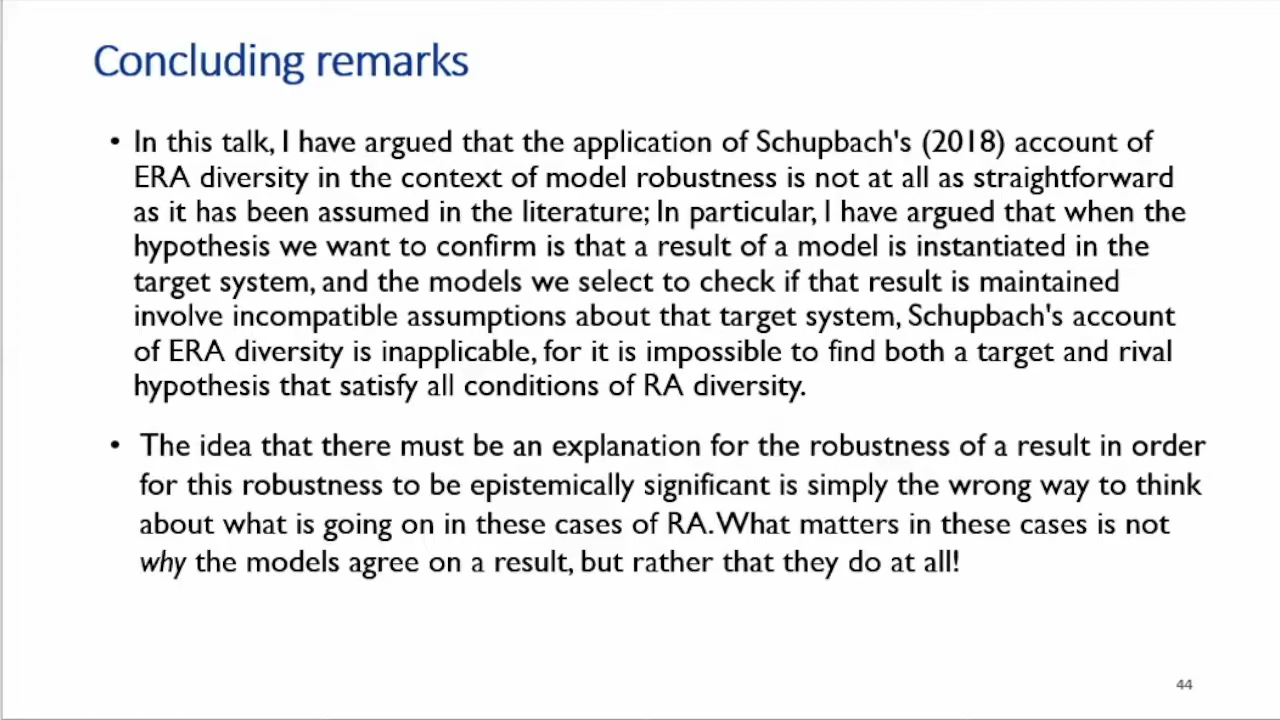 Concluding remarks
• In this talk, I have argued that the application of Schupbach's (2018) account of
ERA diversity in the context of model robustness is not at all as straightforward
as it has been assumed in the literature; In particular, I have argued that when the
hypothesis we want to confirm is that a result of a model is instantiated in the
target system, and the models we select to check if that result is maintained
involve incompatible assumptions about that target system, Schupbach's account
of ERA diversity is inapplicable, for it is impossible to find both a target and rival
hypothesis that satisfy all conditions of RA diversity.
• The idea that there must be an explanation for the robustness of a result in order
for this robustness to be epistemically significant is simply the wrong way to think
about what is going on in these cases of RA. What matters in these cases is not
why the models agree on a result, but rather that they do at all!
44